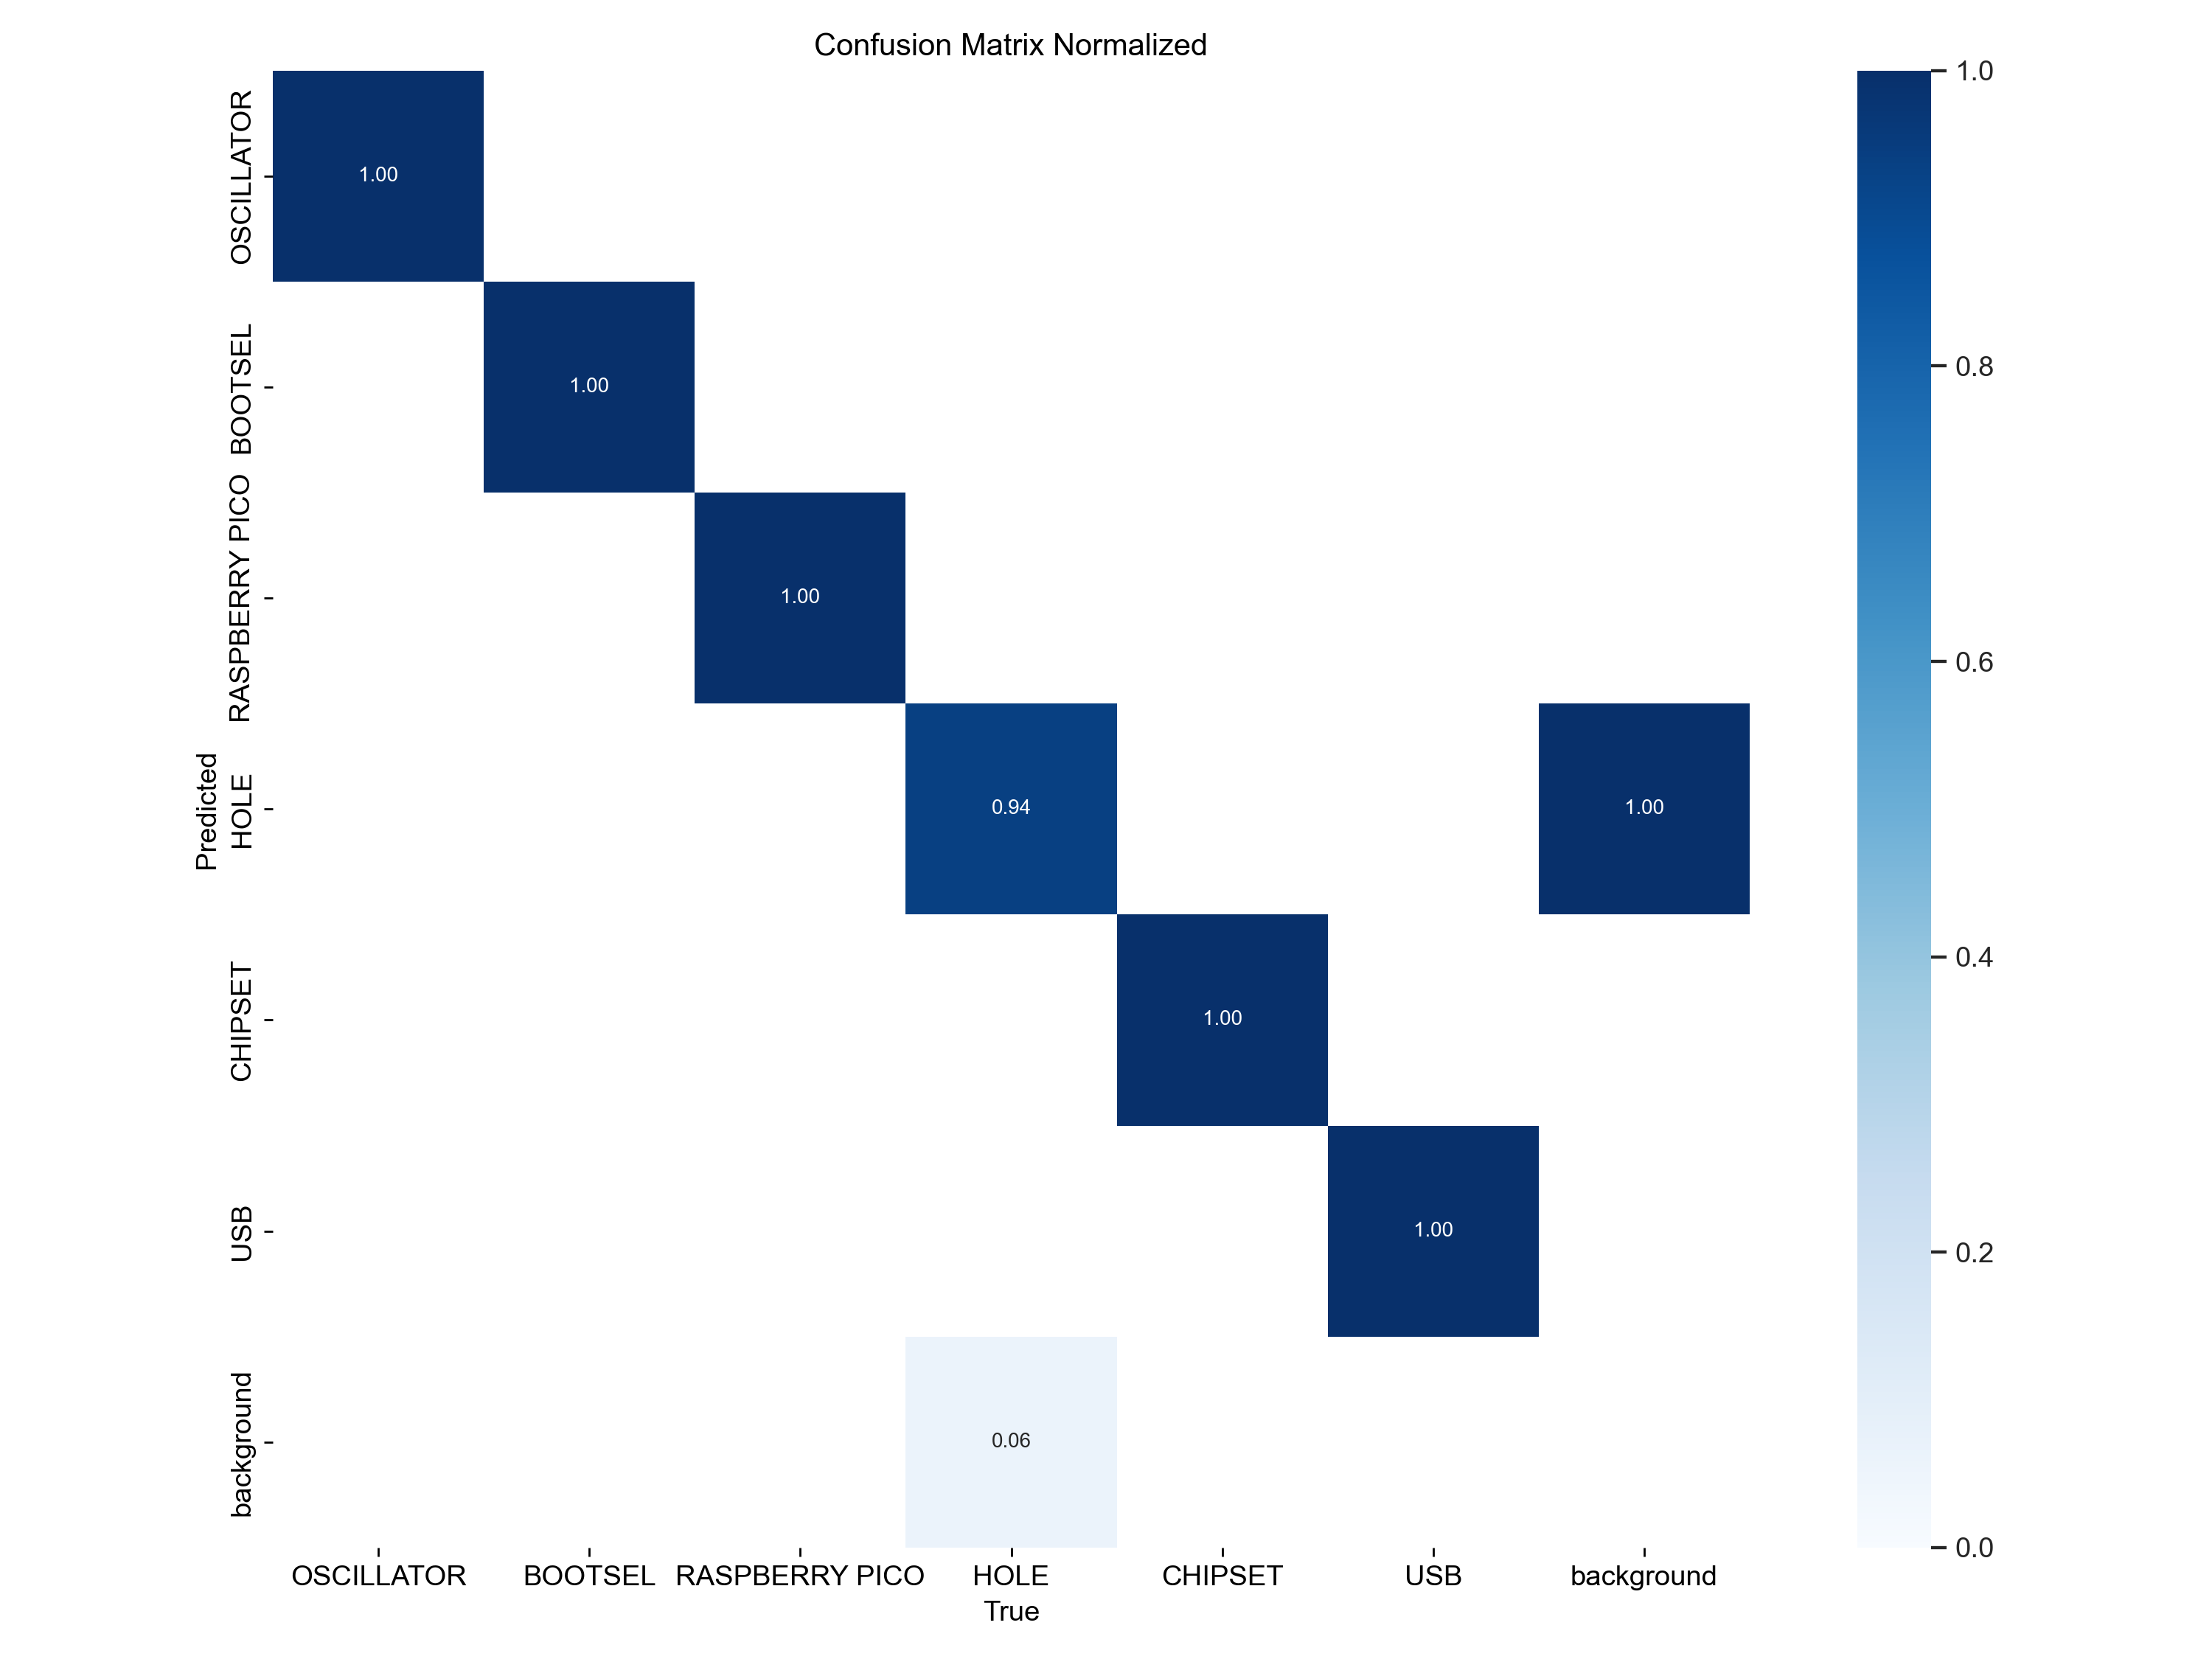 Confusion Matrix Normalized
OSCILLATOR
BOOTSEL
RASPBERRY PICO
HOLE
CHIPSET
USB
background
Predicted
1.00
1.00
1.00
0.94
1.00
1.00
1.00
0.06
OSCILLATOR
BOOTSEL
RASPBERRY PICO
HOLE
CHIPSET
USB
background
True
1.0
0.8
0.6
0.4
0.2
0.0